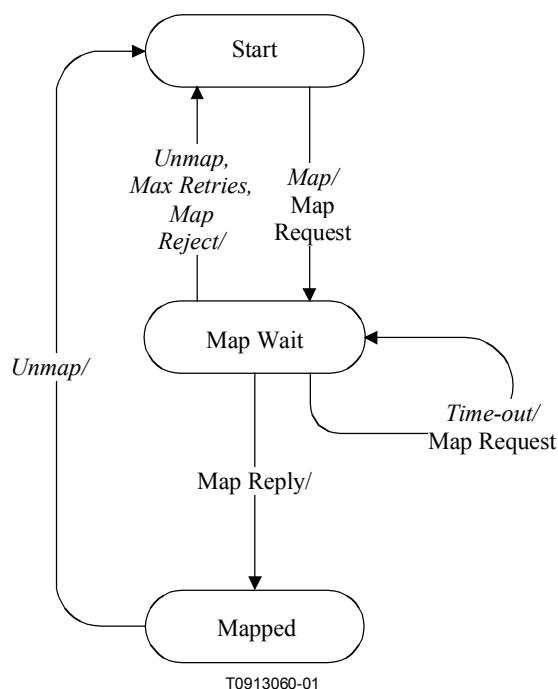 Start
Unmap,
Max Retries,
Map
Reject/
Map/
Map
Request
Map Wait
Unmap/
Time-out/
Map Request
Map Reply/
Mapped
T0913060-01